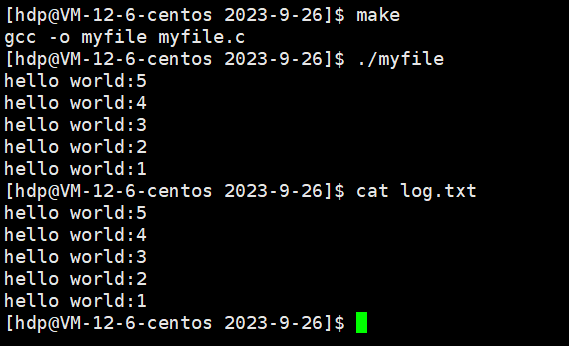 [hdp@VM-12-6-centos 2023-9-26]$ make
gcc -o myfile myfile.c
[hdp@VM-12-6-centos 2023-9-26]$ ./myfile
hello world:5
hello world:4
hello world:3
hello world:2
hello world:1
[hdp@VM-12-6-centos 2023-9-26]$ cat log.txt
hello world:5
hello world:4
hello world:3
hello world:2
hello world:1
[hdp@VM-12-6-centos 2023-9-26]$